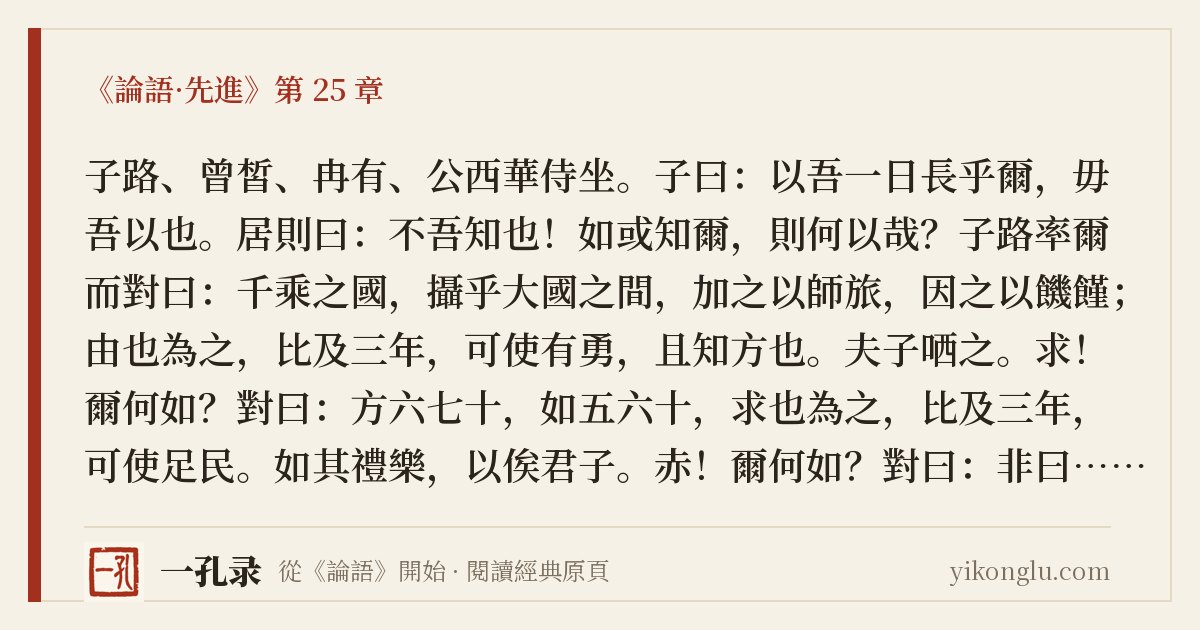 《論語·先進》第 25 章
子路、曾皙、冉有、公西華侍坐。子曰：以吾一日長乎爾，毋
吾以也。居則曰：不吾知也！如或知爾，則何以哉？子路率爾
而對曰：千乘之國，攝乎大國之間，加之以師旅，因之以饑饉；
由也為之，比及三年，可使有勇，且知方也。夫子哂之。求！
爾何如？對曰：方六七十，如五六十，求也為之，比及三年，
可使足民。如其禮樂，以俟君子。赤！爾何如？對曰：非曰……
一孔
一孔录
從《論語》開始 · 閱讀經典原頁
yikonglu.com